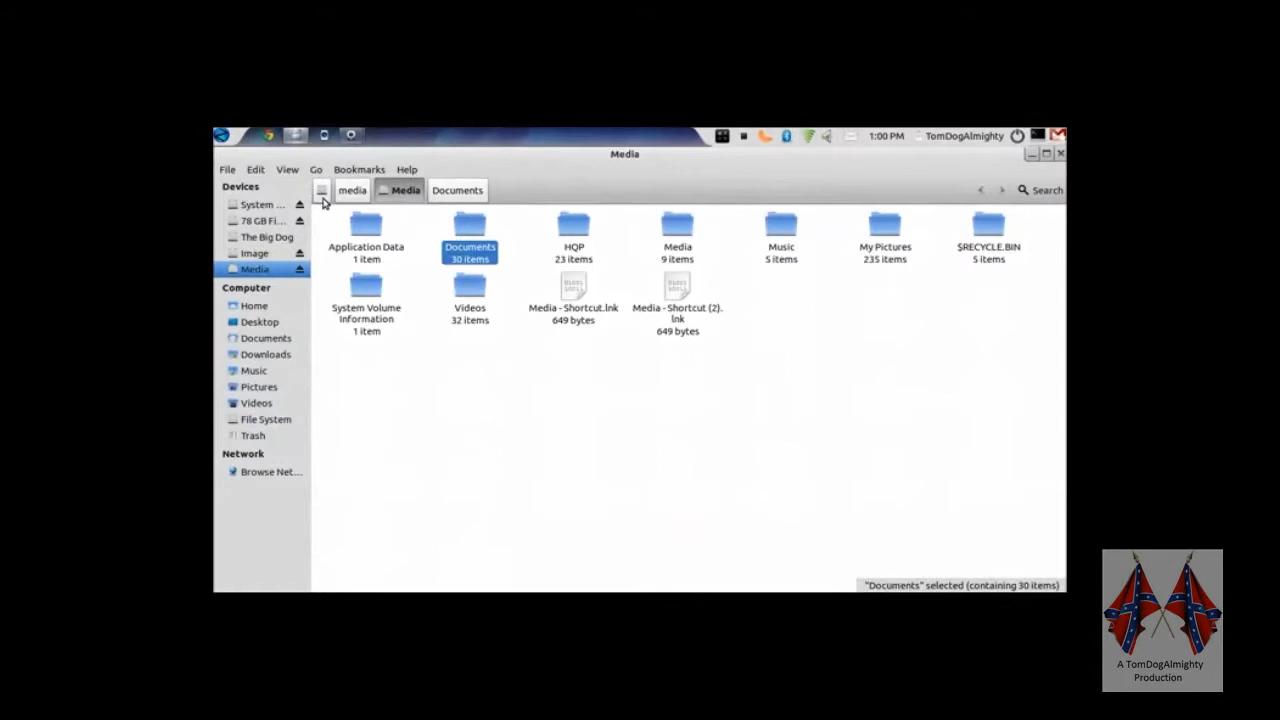 1:00 PM TomDogAlmighty
Media
File Edit View Go Bookmarks Help
Devices
media Media Documents Search
System ...
78 GB Fi...
The Big Dog
Image
Media
Computer
Home
Desktop
Documents
Downloads
Music
Pictures
Videos
File System
Trash
Network
Browse Net...
Application Data
1 item
Documents
30 items
HQP
23 items
Media
9 items
Music
5 items
My Pictures
235 items
$RECYCLE.BIN
5 items
System Volume
Information
1 item
Videos
32 items
Media - Shortcut.lnk
649 bytes
Media - Shortcut (2).
lnk
649 bytes
"Documents" selected (containing 30 items)
A TomDogAlmighty
Production